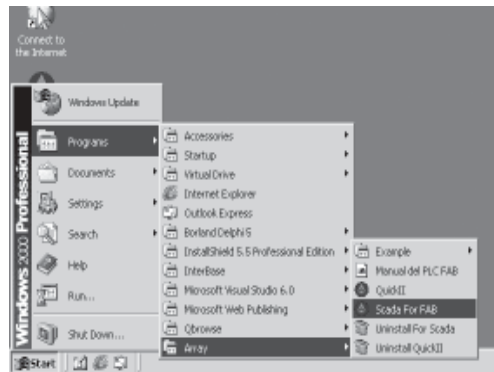 Connect to
the Internet
Windows Update
Programs
Documents
Settings
Search
Help
Run...
Shut Down...
Windows 2000 Professional
Accessories
Startup
Virtual Drive
Internet Explorer
Outlook Express
Borland Delphi 5
InstallShield 5.5 Professional Edition
InterBase
Microsoft Visual Studio 6.0
Microsoft Web Publishing
Qbrowse
Array
Example
Manual del PLC FAB
QuickII
Scada For FAB
Uninstall For Scada
Uninstall QuickII
Start